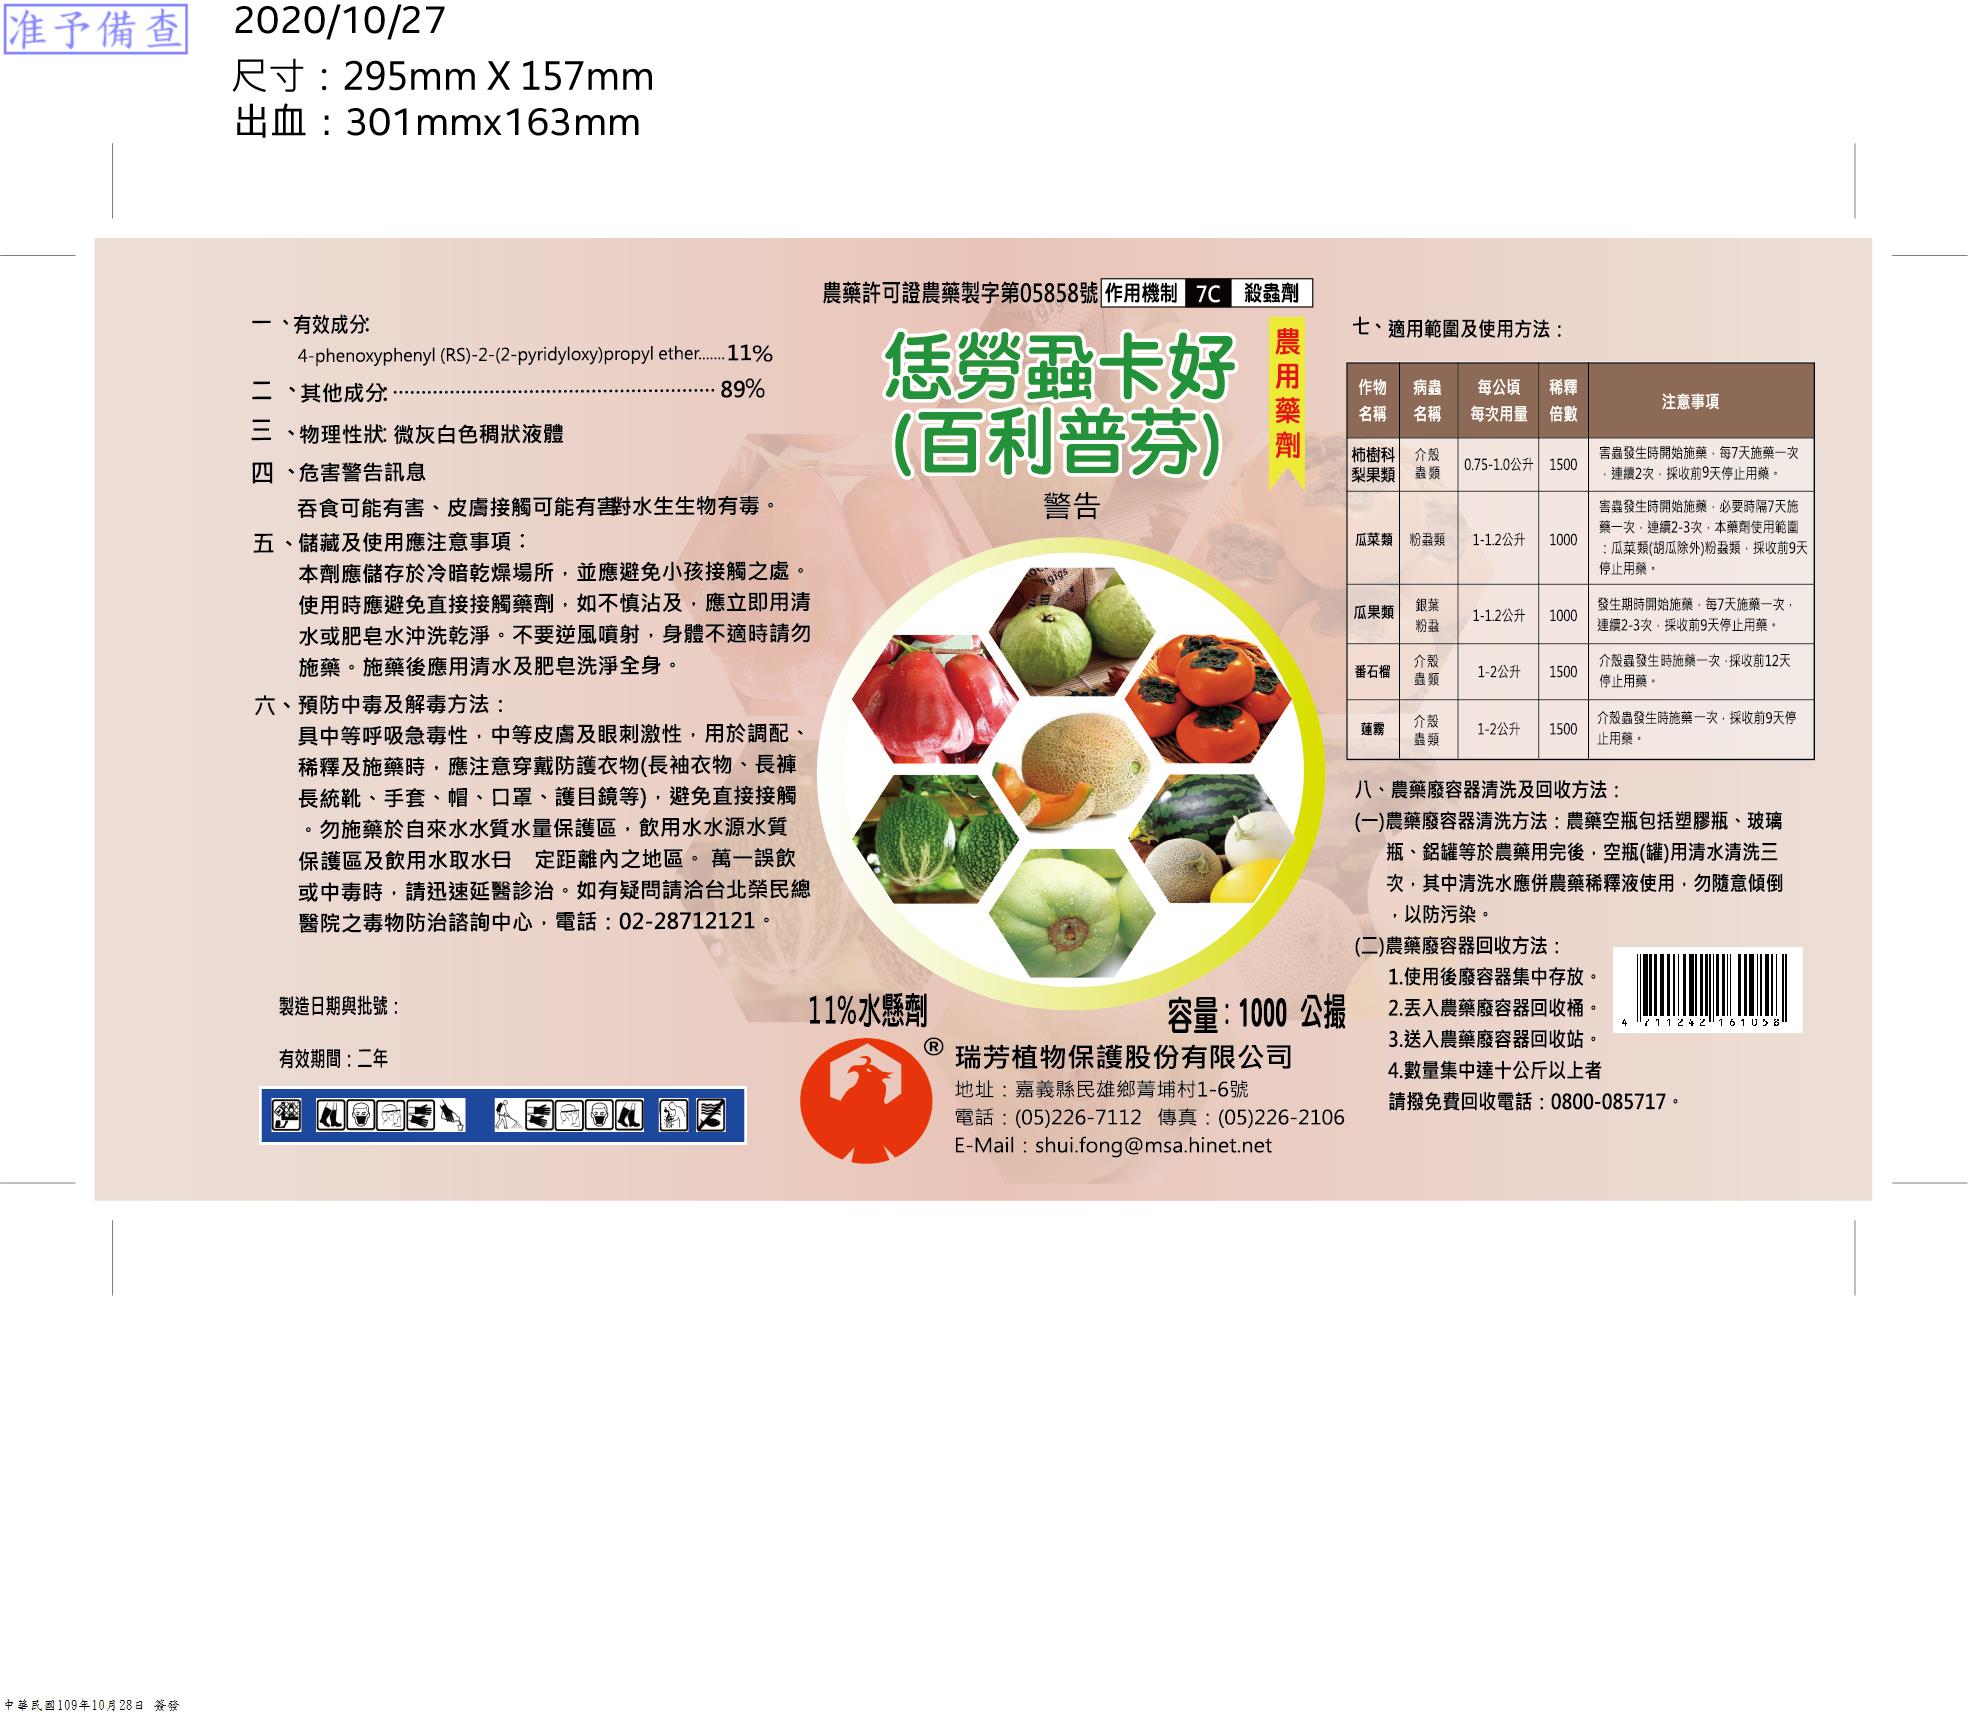 准予備查
2020/10/27
尺寸：295mm X 157mm
出血：301mmx163mm
一、有效成分:
4-phenoxyphenyl (RS)-2-(2-pyridyloxy)propyl ether.......11%
二、其他成分:................................................ 89%
三、物理性狀: 微灰白色稠狀液體
四、危害警告訊息
吞食可能有害、皮膚接觸可能有害對水生生物有毒。
五、儲藏及使用應注意事項：
本劑應儲存於冷暗乾燥場所，並應避免小孩接觸之處。
使用時應避免直接接觸藥劑，如不慎沾及，應立即用清
水或肥皂水沖洗乾淨。不要逆風噴射，身體不適時請勿
施藥。施藥後應用清水及肥皂洗淨全身。
六、預防中毒及解毒方法：
具中等呼吸急毒性，中等皮膚及眼刺激性，用於調配、
稀釋及施藥時，應注意穿戴防護衣物(長袖衣物、長褲
長統靴、手套、帽、口罩、護目鏡等)，避免直接接觸
。勿施藥於自來水水質水量保護區，飲用水水源水質
保護區及飲用水取水口 定距離內之地區。 萬一誤飲
或中毒時，請迅速延醫診治。如有疑問請洽台北榮民總
醫院之毒物防治諮詢中心，電話：02-28712121。
製造日期與批號：
有效期間：二年
農藥許可證農藥製字第05858號 作用機制 7C 殺蟲劑
恁勞蝨卡好
(百利普芬)
農用藥劑
警告
11%水懸劑
容量：1000 公撮
®
瑞芳植物保護股份有限公司
地址：嘉義縣民雄鄉菁埔村1-6號
電話：(05)226-7112 傳真：(05)226-2106
E-Mail：shui.fong@msa.hinet.net
七、適用範圍及使用方法：
作物名稱 病蟲名稱 每公頃每次用量 稀釋倍數 注意事項
柿樹科梨果類 介殼蟲類 0.75-1.0公升 1500 害蟲發生時開始施藥，每7天施藥一次
，連續2次，採收前9天停止用藥。
瓜菜類 粉蝨類 1-1.2公升 1000 害蟲發生時開始施藥，必要時隔7天施
藥一次，連續2-3次，本藥劑使用範圍
：瓜菜類(胡瓜除外)粉蝨類，採收前9天
停止用藥。
瓜果類 銀葉粉蝨 1-1.2公升 1000 發生期時開始施藥，每7天施藥一次，
連續2-3次，採收前9天停止用藥。
番石榴 介殼蟲類 1-2公升 1500 介殼蟲發生時施藥一次，採收前12天
停止用藥。
蓮霧 介殼蟲類 1-2公升 1500 介殼蟲發生時施藥一次，採收前9天停
止用藥。
八、農藥廢容器清洗及回收方法：
(一)農藥廢容器清洗方法：農藥空瓶包括塑膠瓶、玻璃
瓶、鋁罐等於農藥用完後，空瓶(罐)用清水清洗三
次，其中清洗水應併農藥稀釋液使用，勿隨意傾倒
，以防污染。
(二)農藥廢容器回收方法：
1.使用後廢容器集中存放。
2.丟入農藥廢容器回收桶。
3.送入農藥廢容器回收站。
4.數量集中達十公斤以上者
請撥免費回收電話：0800-085717。
4 711242 161058
中華民國109年10月28日 簽發